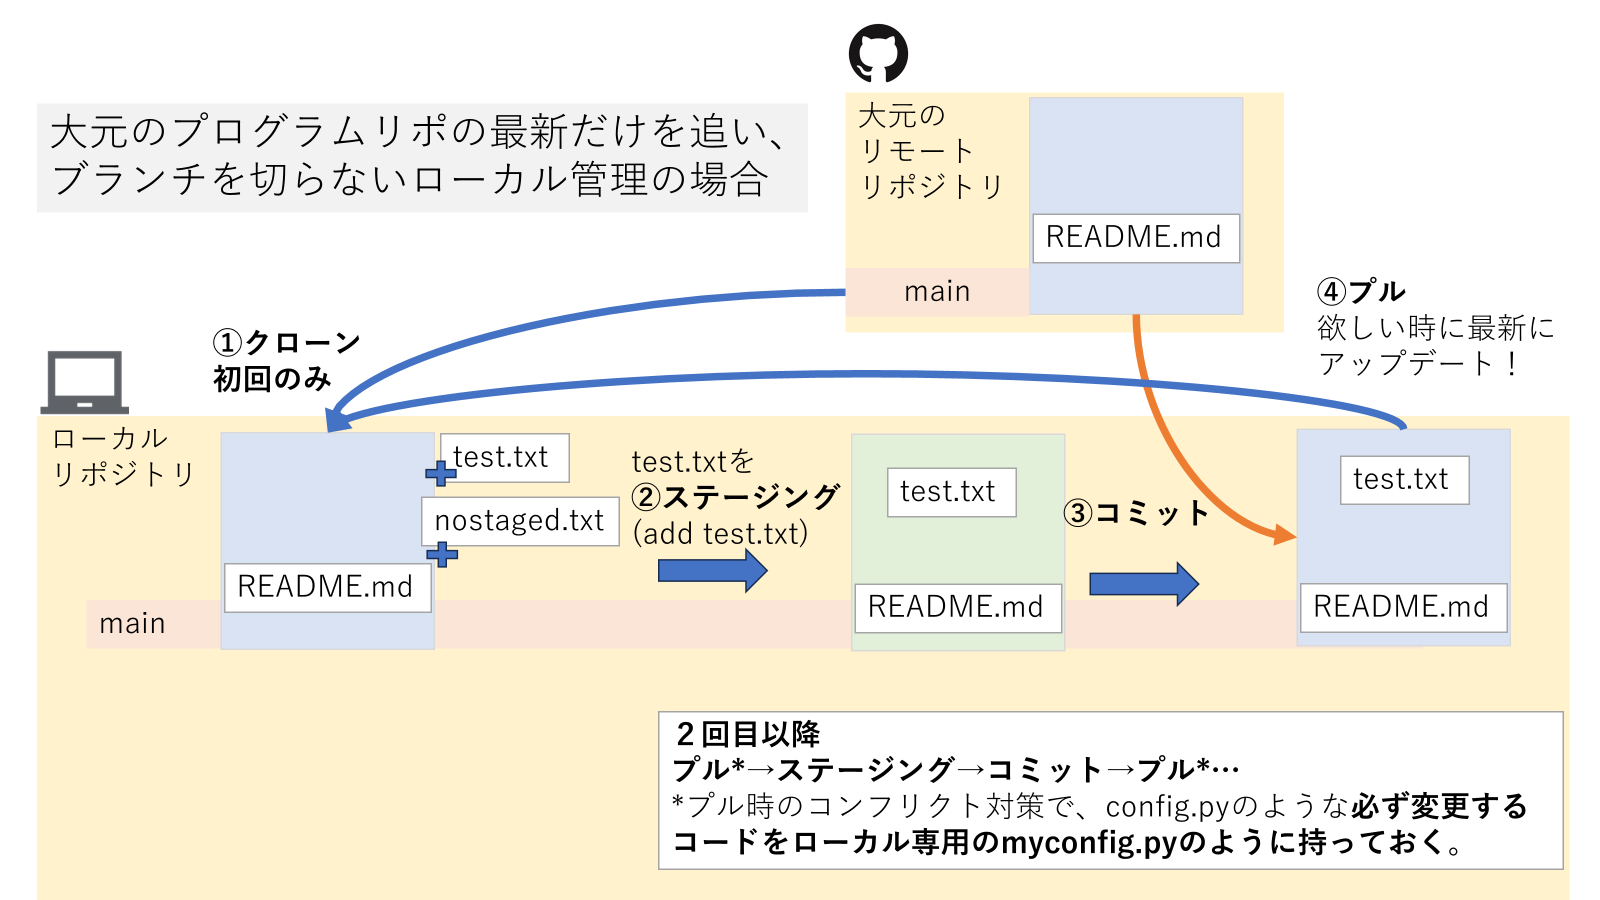 大元のプログラムリポの最新だけを追い、
ブランチを切らないローカル管理の場合
大元の
リモート
リポジトリ
README.md
main
①クローン
初回のみ
④プル
欲しい時に最新に
アップデート！
ローカル
リポジトリ
test.txt
nostaged.txt
README.md
main
test.txtを
②ステージング
(add test.txt)
test.txt
README.md
③コミット
test.txt
README.md
２回目以降
プル*→ステージング→コミット→プル*…
*プル時のコンフリクト対策で、config.pyのような必ず変更する
コードをローカル専用のmyconfig.pyのように持っておく。